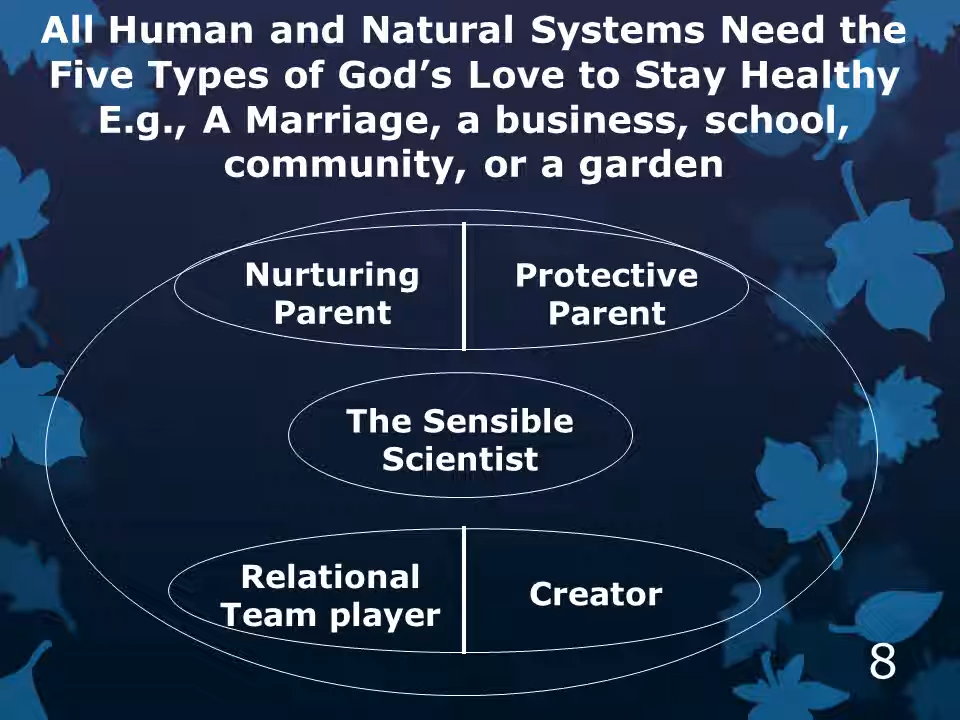 All Human and Natural Systems Need the
Five Types of God’s Love to Stay Healthy
E.g., A Marriage, a business, school,
community, or a garden
Nurturing
Parent
Protective
Parent
The Sensible
Scientist
Relational
Team player
Creator
8